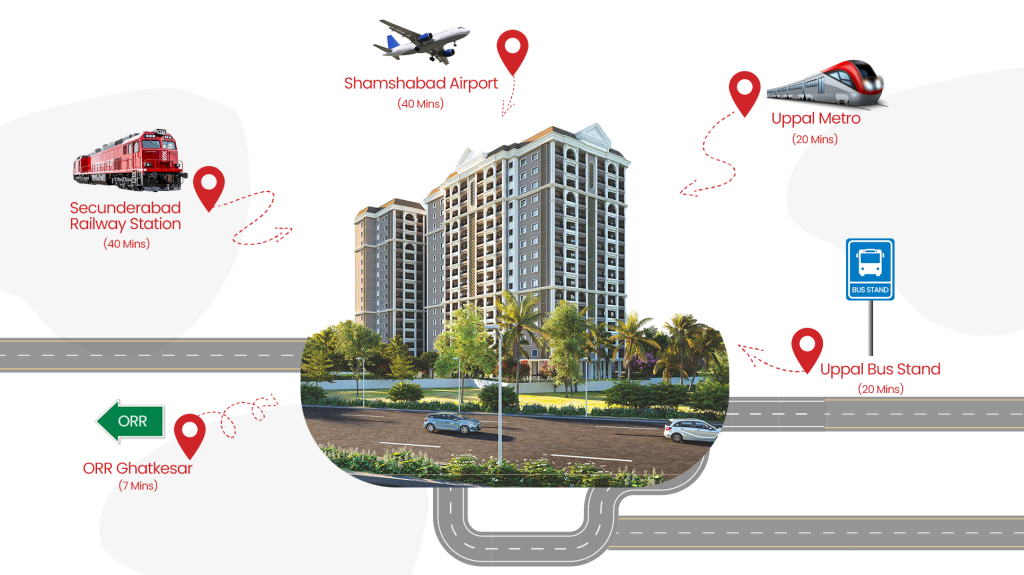 Shamshabad Airport
(40 Mins)
Uppal Metro
(20 Mins)
Secunderabad
Railway Station
(40 Mins)
BUS STAND
Uppal Bus Stand
(20 Mins)
ORR
ORR Ghatkesar
(7 Mins)